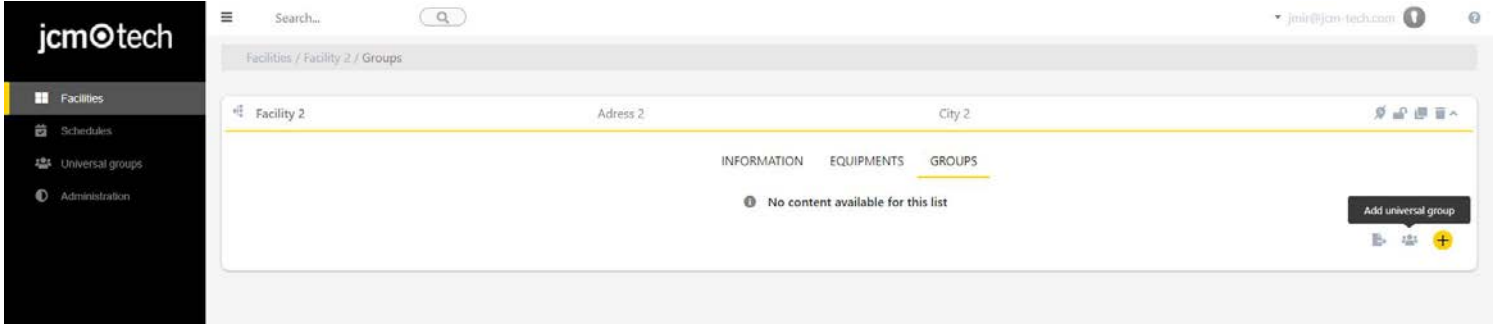 jcm tech
Search...
jmir@jcm-tech.com
Facilities / Facility 2 / Groups
Facilities
Schedules
Universal groups
Administration
Facility 2 Adress 2 City 2
INFORMATION EQUIPMENTS GROUPS
No content available for this list
Add universal group